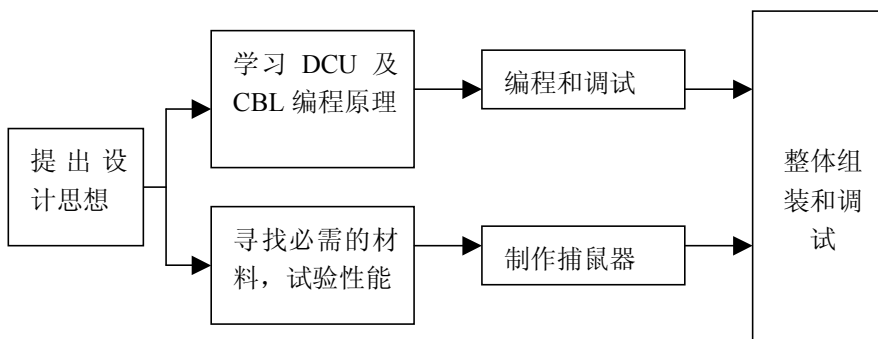 提出设
计思想
学习 DCU 及
CBL 编程原理
编程和调试
寻找必需的材
料，试验性能
制作捕鼠器
整体组
装和调
试